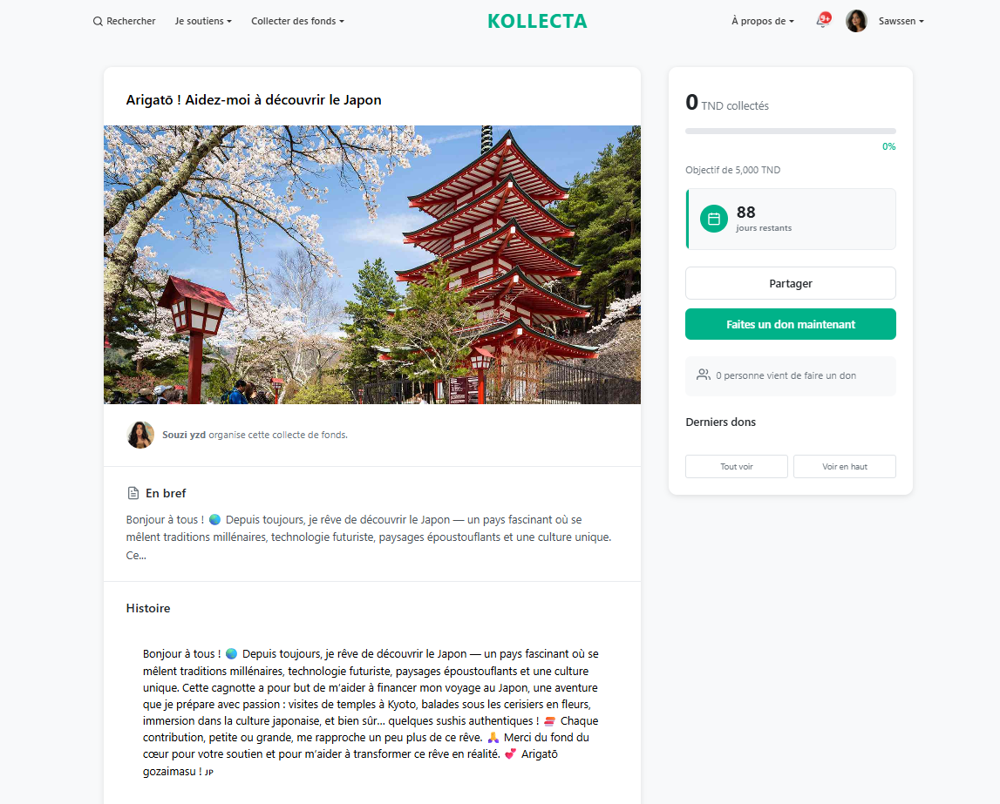 Rechercher
Je soutiens
Collecter des fonds
KOLLECTA
À propos de
9+
Sawssen
Arigatō ! Aidez-moi à découvrir le Japon
Souzi yzd organise cette collecte de fonds.
En bref
Bonjour à tous ! 🌏 Depuis toujours, je rêve de découvrir le Japon — un pays fascinant où se
mêlent traditions millénaires, technologie futuriste, paysages époustouflants et une culture unique.
Ce...
Histoire
Bonjour à tous ! 🌏 Depuis toujours, je rêve de découvrir le Japon — un pays fascinant où se
mêlent traditions millénaires, technologie futuriste, paysages époustouflants et une culture
unique. Cette cagnotte a pour but de m’aider à financer mon voyage au Japon, une aventure
que je prépare avec passion : visites de temples à Kyoto, balades sous les cerisiers en fleurs,
immersion dans la culture japonaise, et bien sûr… quelques sushis authentiques ! 🍣 Chaque
contribution, petite ou grande, me rapproche un peu plus de ce rêve. 🙏 Merci du fond du
cœur pour votre soutien et pour m’aider à transformer ce rêve en réalité. 💕 Arigatō
gozaimasu ! JP
0 TND collectés
0%
Objectif de 5,000 TND
88
jours restants
Partager
Faites un don maintenant
0 personne vient de faire un don
Derniers dons
Tout voir
Voir en haut